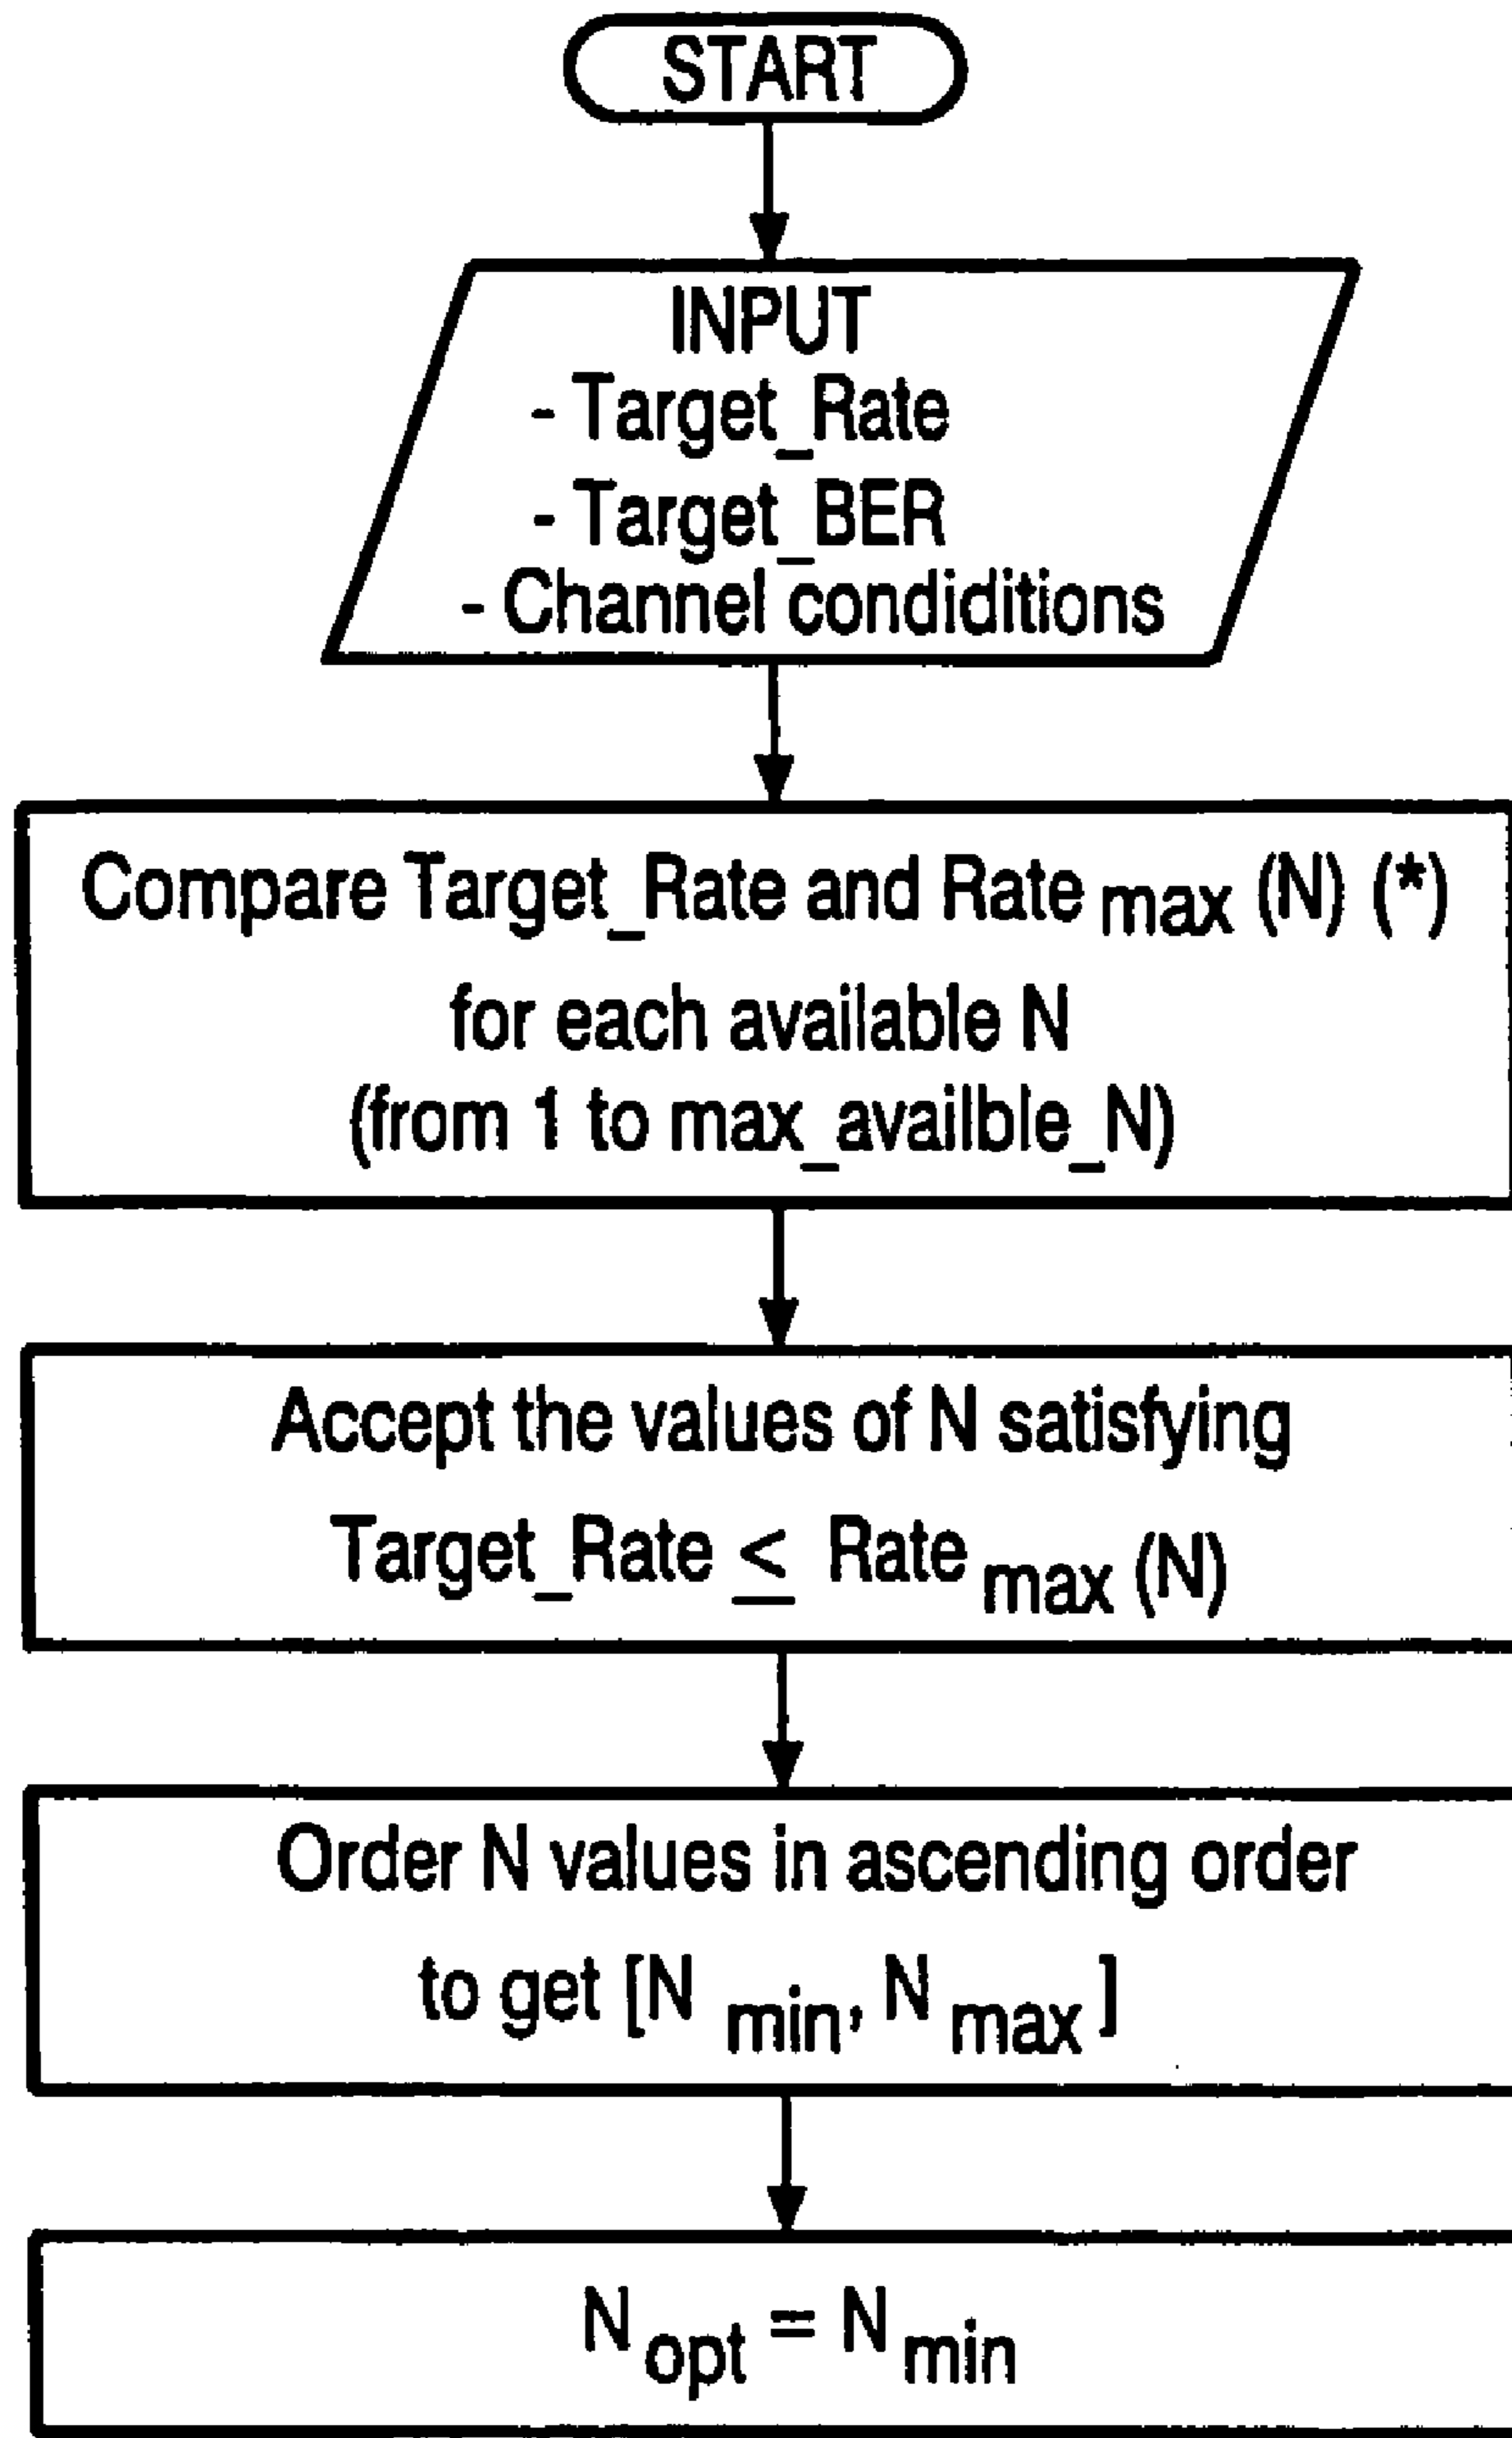 START
INPUT
- Target_Rate
- Target_BER
- Channel condiditions
Compare Target_Rate and Rate max (N) (*)
for each available N
(from 1 to max_availble_N)
Accept the values of N satisfying
Target_Rate ≤ Rate max (N)
Order N values in ascending order
to get [N min, N max]
N opt = N min